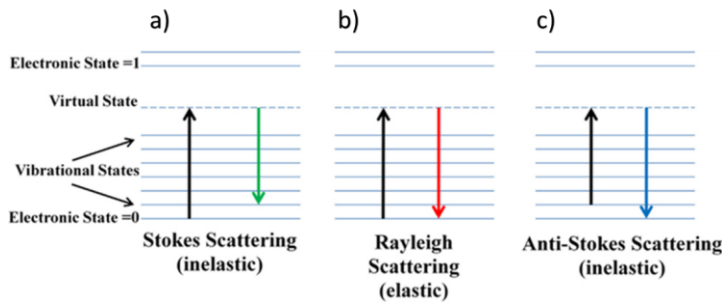 a)
b)
c)
Electronic State =1
Virtual State
Vibrational States
Electronic State=0
Stokes Scattering
(inelastic)
Rayleigh
Scattering
(elastic)
Anti-Stokes Scattering
(inelastic)